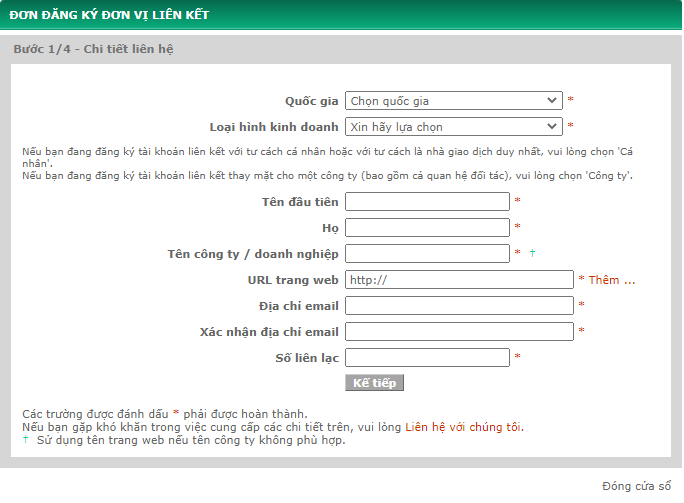 ĐƠN ĐĂNG KÝ ĐƠN VỊ LIÊN KẾT
Bước 1/4 - Chi tiết liên hệ
Quốc gia Chọn quốc gia *
Loại hình kinh doanh Xin hãy lựa chọn *
Nếu bạn đang đăng ký tài khoản liên kết với tư cách cá nhân hoặc với tư cách là nhà giao dịch duy nhất, vui lòng chọn 'Cá
nhân'.
Nếu bạn đang đăng ký tài khoản liên kết thay mặt cho một công ty (bao gồm cả quan hệ đối tác), vui lòng chọn 'Công ty'.
Tên đầu tiên *
Họ *
Tên công ty / doanh nghiệp * †
URL trang web http:// * Thêm ...
Địa chỉ email *
Xác nhận địa chỉ email *
Số liên lạc *
Kế tiếp
Các trường được đánh dấu * phải được hoàn thành.
Nếu bạn gặp khó khăn trong việc cung cấp các chi tiết trên, vui lòng Liên hệ với chúng tôi.
† Sử dụng tên trang web nếu tên công ty không phù hợp.
Đóng cửa sổ